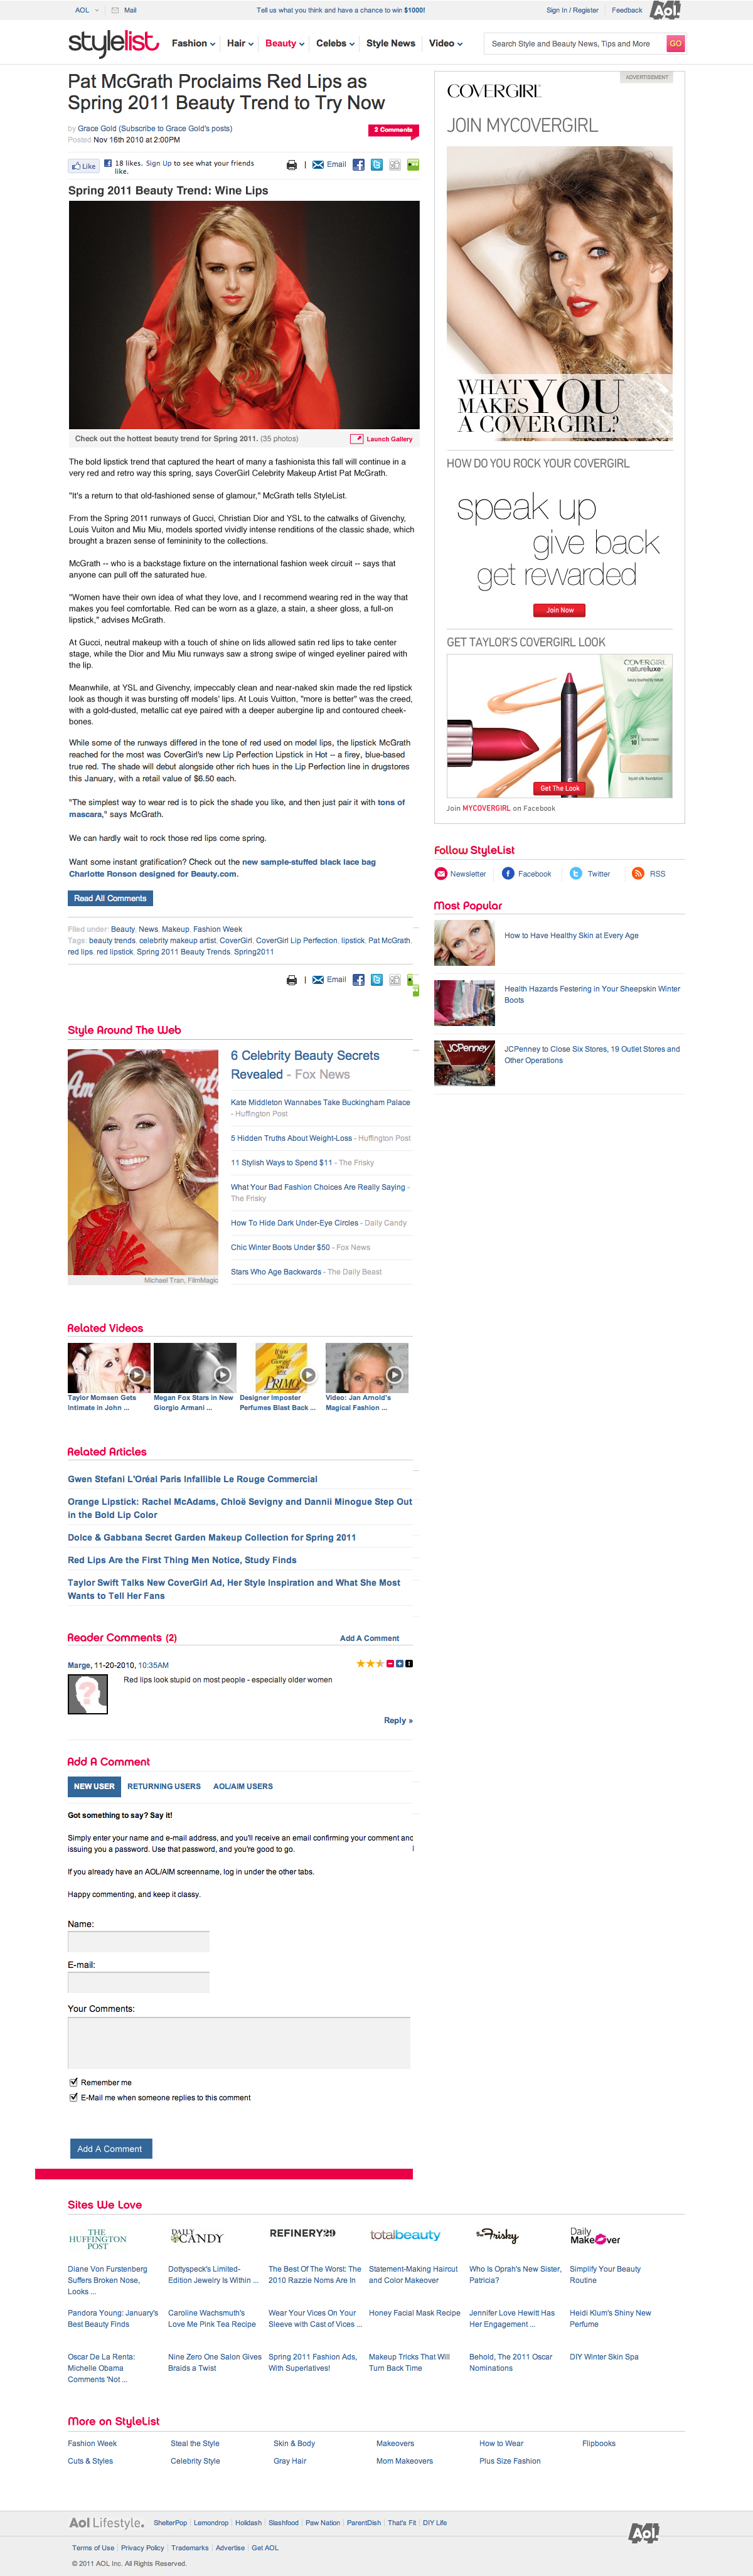 AOL
Mail
Tell us what you think and have a chance to win $1000!
Sign In / Register
Feedback
Aol.
stylelist
Fashion
Hair
Beauty
Celebs
Style News
Video
Search Style and Beauty News, Tips and More
GO
Pat McGrath Proclaims Red Lips as
Spring 2011 Beauty Trend to Try Now
by Grace Gold (Subscribe to Grace Gold's posts)
Posted Nov 16th 2010 at 2:00PM
2 Comments
Like
18 likes. Sign Up to see what your friends
like.
Email
Spring 2011 Beauty Trend: Wine Lips
Check out the hottest beauty trend for Spring 2011. (35 photos)
Launch Gallery
The bold lipstick trend that captured the heart of many a fashionista this fall will continue in a
very red and retro way this spring, says CoverGirl Celebrity Makeup Artist Pat McGrath.
"It's a return to that old-fashioned sense of glamour," McGrath tells StyleList.
From the Spring 2011 runways of Gucci, Christian Dior and YSL to the catwalks of Givenchy,
Louis Vuiton and Miu Miu, models sported vividly intense renditions of the classic shade, which
brought a brazen sense of femininity to the collections.
McGrath -- who is a backstage fixture on the international fashion week circuit -- says that
anyone can pull off the saturated hue.
"Women have their own idea of what they love, and I recommend wearing red in the way that
makes you feel comfortable. Red can be worn as a glaze, a stain, a sheer gloss, a full-on
lipstick," advises McGrath.
At Gucci, neutral makeup with a touch of shine on lids allowed satin red lips to take center
stage, while the Dior and Miu Miu runways saw a strong swipe of winged eyeliner paired with
the lip.
Meanwhile, at YSL and Givenchy, impeccably clean and near-naked skin made the red lipstick
look as though it was bursting off models' lips. At Louis Vuitton, "more is better" was the creed,
with a gold-dusted, metallic cat eye paired with a deeper aubergine lip and contoured cheek-
bones.
While some of the runways differed in the tone of red used on model lips, the lipstick McGrath
reached for the most was CoverGirl's new Lip Perfection Lipstick in Hot -- a firey, blue-based
true red. The shade will debut alongside other rich hues in the Lip Perfection line in drugstores
this January, with a retail value of $6.50 each.
"The simplest way to wear red is to pick the shade you like, and then just pair it with tons of
mascara," says McGrath.
We can hardly wait to rock those red lips come spring.
Want some instant gratification? Check out the new sample-stuffed black lace bag
Charlotte Ronson designed for Beauty.com.
Read All Comments
Filed under: Beauty, News, Makeup, Fashion Week
Tags: beauty trends, celebrity makeup artist, CoverGirl, CoverGirl Lip Perfection, lipstick, Pat McGrath,
red lips, red lipstick, Spring 2011 Beauty Trends, Spring2011
Email
ADVERTISEMENT
COVERGIRL
JOIN MYCOVERGIRL
WHAT YOU
MAKES
A COVERGIRL?
HOW DO YOU ROCK YOUR COVERGIRL
speak up
give back
get rewarded
Join Now
GET TAYLOR'S COVERGIRL LOOK
COVERGIRL
natureluxe
SPF
10
sunscreen
liquid silk foundation
Get The Look
Join MYCOVERGIRL on Facebook
Follow StyleList
Newsletter
Facebook
Twitter
RSS
Most Popular
How to Have Healthy Skin at Every Age
Health Hazards Festering in Your Sheepskin Winter
Boots
JCPenney
JCPenney to Close Six Stores, 19 Outlet Stores and
Other Operations
Style Around The Web
Michael Tran, FilmMagic
6 Celebrity Beauty Secrets
Revealed - Fox News
Kate Middleton Wannabes Take Buckingham Palace
- Huffington Post
5 Hidden Truths About Weight-Loss - Huffington Post
11 Stylish Ways to Spend $11 - The Frisky
What Your Bad Fashion Choices Are Really Saying -
The Frisky
How To Hide Dark Under-Eye Circles - Daily Candy
Chic Winter Boots Under $50 - Fox News
Stars Who Age Backwards - The Daily Beast
Related Videos
PRIMO!
Taylor Momsen Gets
Intimate in John ...
Megan Fox Stars in New
Giorgio Armani ...
Designer Imposter
Perfumes Blast Back ...
Video: Jan Arnold's
Magical Fashion ...
Related Articles
Gwen Stefani L'Oréal Paris Infallible Le Rouge Commercial
Orange Lipstick: Rachel McAdams, Chloë Sevigny and Dannii Minogue Step Out
in the Bold Lip Color
Dolce & Gabbana Secret Garden Makeup Collection for Spring 2011
Red Lips Are the First Thing Men Notice, Study Finds
Taylor Swift Talks New CoverGirl Ad, Her Style Inspiration and What She Most
Wants to Tell Her Fans
Reader Comments (2)
Add A Comment
Marge, 11-20-2010, 10:35AM
Red lips look stupid on most people - especially older women
Reply »
Add A Comment
NEW USER
RETURNING USERS
AOL/AIM USERS
Got something to say? Say it!
Simply enter your name and e-mail address, and you'll receive an email confirming your comment and
issuing you a password. Use that password, and you're good to go.
If you already have an AOL/AIM screenname, log in under the other tabs.
Happy commenting, and keep it classy.
Name:
E-mail:
Your Comments:
Remember me
E-Mail me when someone replies to this comment
Add A Comment
Sites We Love
THE
HUFFINGTON
POST
DAILY
CANDY
REFINERY29
totalbeauty
the Frisky
Daily
MakeOver
Diane Von Furstenberg
Suffers Broken Nose,
Looks ...
Dottyspeck's Limited-
Edition Jewelry Is Within ...
The Best Of The Worst: The
2010 Razzie Noms Are In
Statement-Making Haircut
and Color Makeover
Who Is Oprah's New Sister,
Patricia?
Simplify Your Beauty
Routine
Pandora Young: January's
Best Beauty Finds
Caroline Wachsmuth's
Love Me Pink Tea Recipe
Wear Your Vices On Your
Sleeve with Cast of Vices ...
Honey Facial Mask Recipe
Jennifer Love Hewitt Has
Her Engagement ...
Heidi Klum's Shiny New
Perfume
Oscar De La Renta:
Michelle Obama
Comments 'Not ...
Nine Zero One Salon Gives
Braids a Twist
Spring 2011 Fashion Ads,
With Superlatives!
Makeup Tricks That Will
Turn Back Time
Behold, The 2011 Oscar
Nominations
DIY Winter Skin Spa
More on StyleList
Fashion Week
Steal the Style
Skin & Body
Makeovers
How to Wear
Flipbooks
Cuts & Styles
Celebrity Style
Gray Hair
Mom Makeovers
Plus Size Fashion
Aol Lifestyle.
ShelterPop
Lemondrop
Holidash
Slashfood
Paw Nation
ParentDish
That's Fit
DIY Life
Aol.
Terms of Use
Privacy Policy
Trademarks
Advertise
Get AOL
© 2011 AOL Inc. All Rights Reserved.